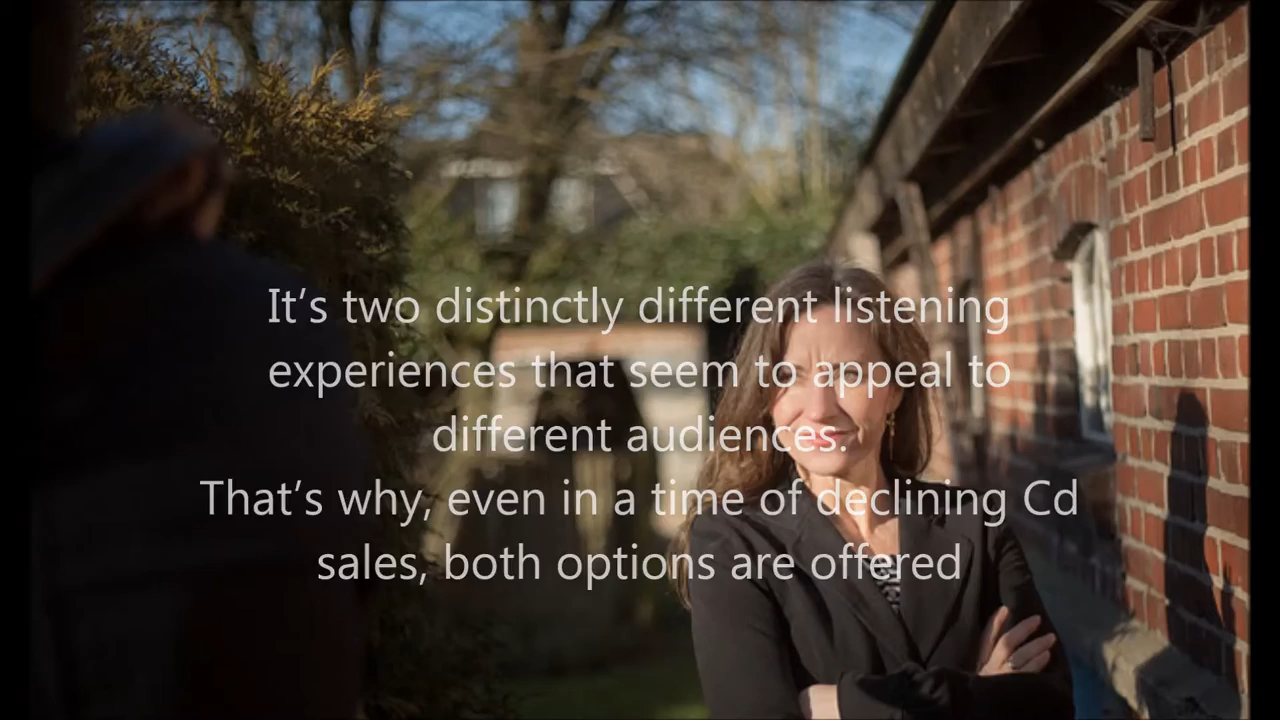 It’s two distinctly different listening
experiences that seem to appeal to
different audiences.
That’s why, even in a time of declining Cd
sales, both options are offered